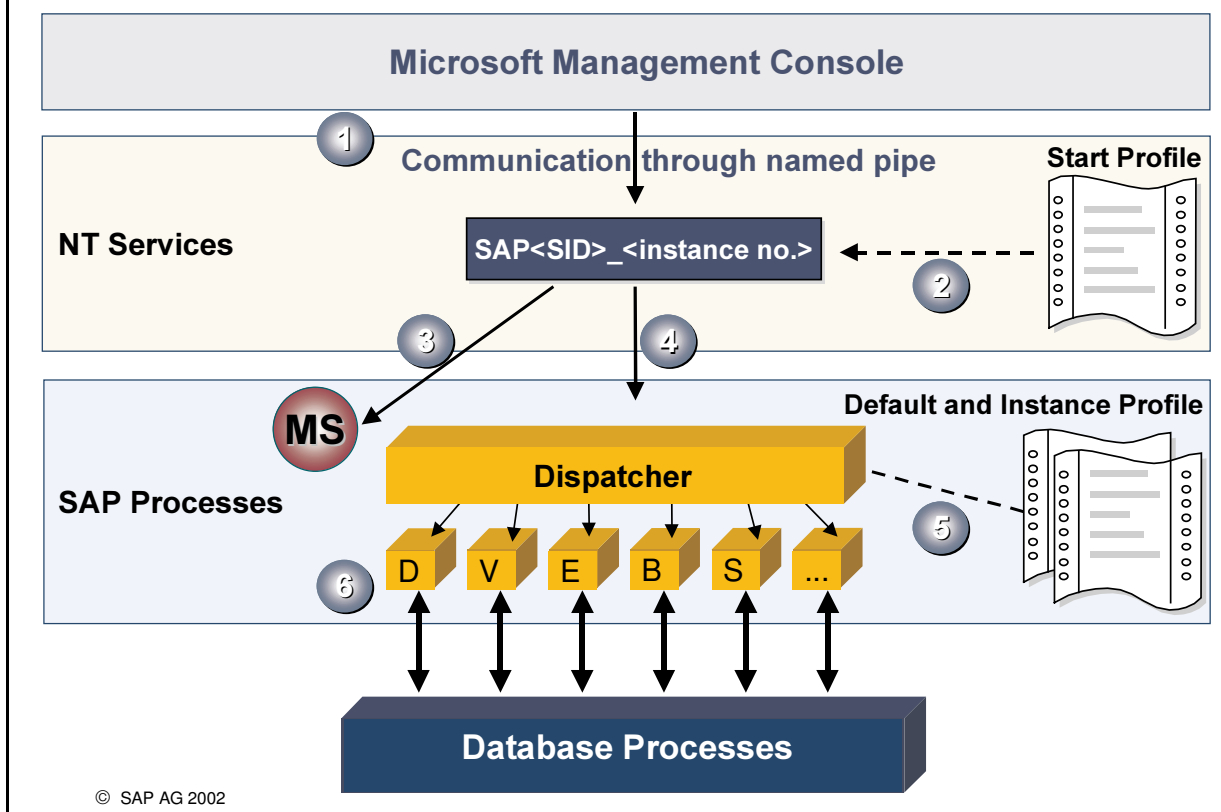 Microsoft Management Console
1
Communication through named pipe
Start Profile
NT Services
SAP<SID>_<instance no.>
2
3
4
MS
Default and Instance Profile
Dispatcher
SAP Processes
5
D V E B S ...
6
Database Processes
© SAP AG 2002